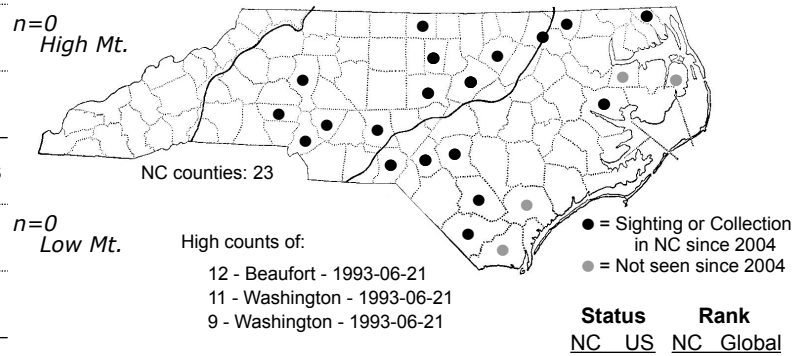 n=0
High Mt.
NC counties: 23
n=0
Low Mt.
High counts of:
12 - Beaufort - 1993-06-21
11 - Washington - 1993-06-21
9 - Washington - 1993-06-21
= Sighting or Collection
in NC since 2004
= Not seen since 2004
Status Rank
NC US NC Global